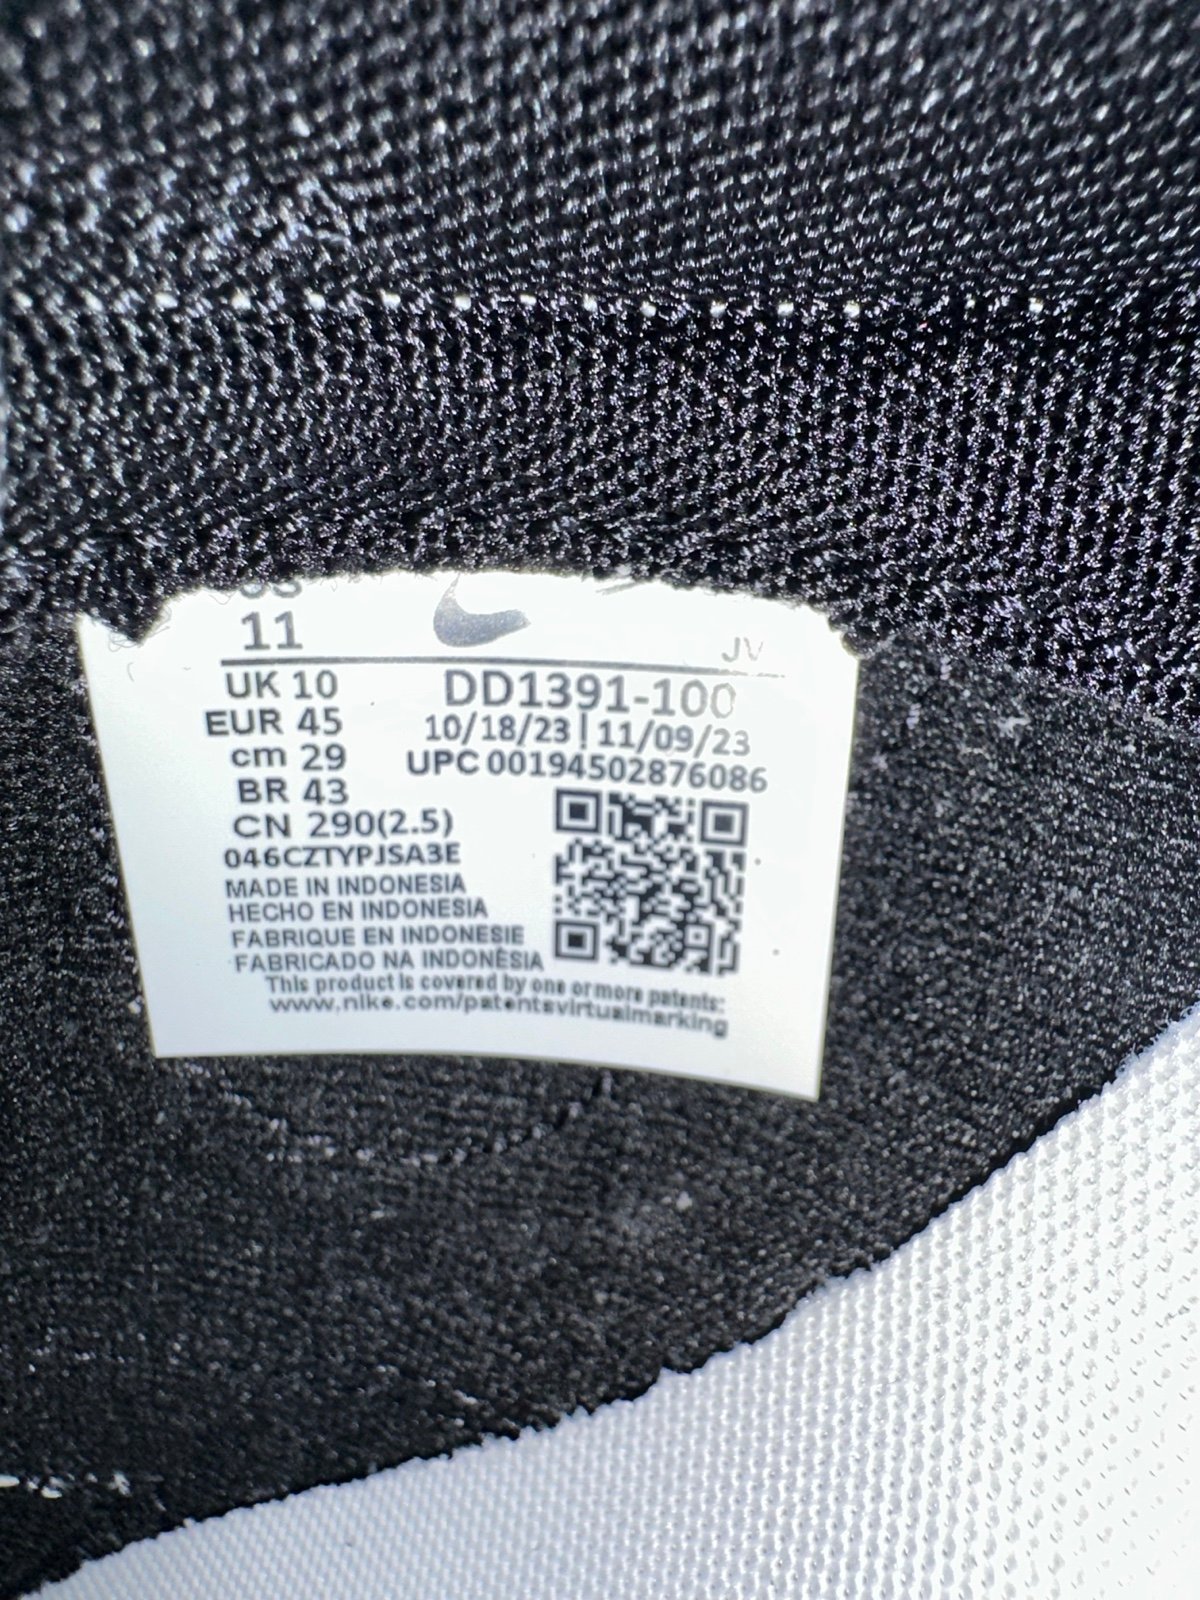 US
11
JV
UK 10
DD1391-100
EUR 45
10/18/23 | 11/09/23
cm 29
UPC 00194502876086
BR 43
CN 290(2.5)
046CZTYPJSA3E
MADE IN INDONESIA
HECHO EN INDONESIA
FABRIQUE EN INDONESIE
FABRICADO NA INDONÈSIA
This product is covered by one or more patents:
www.nike.com/patentsvirtualmarking